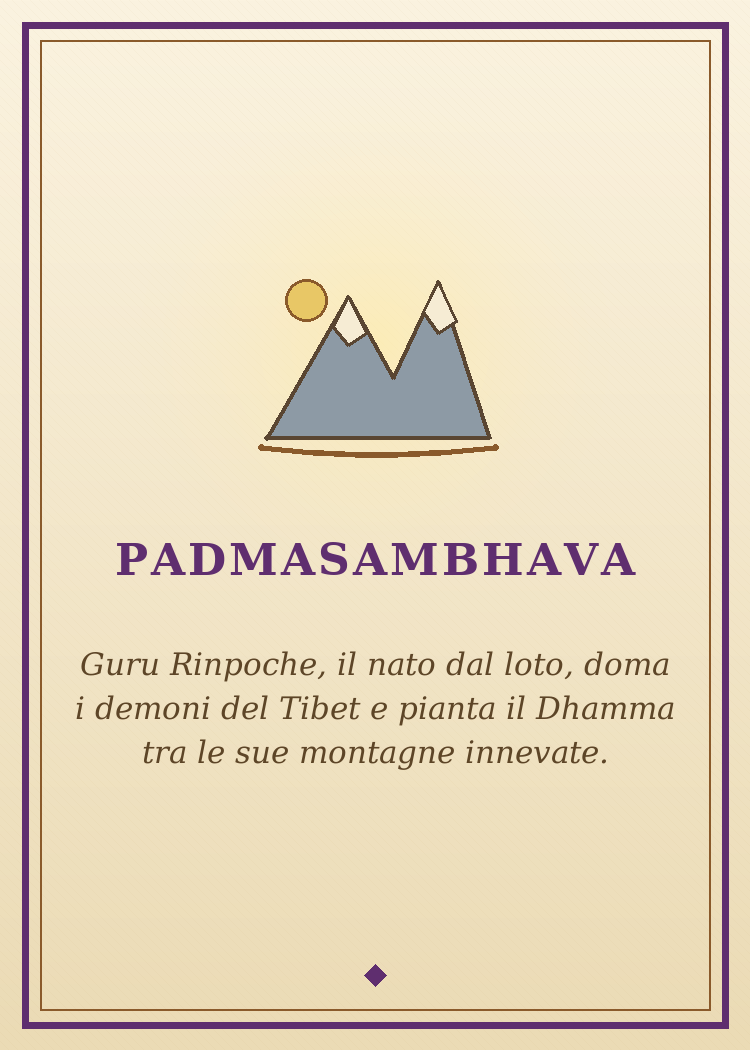 PADMASAMBHAVA
Guru Rinpoche, il nato dal loto, doma
i demoni del Tibet e pianta il Dhamma
tra le sue montagne innevate.